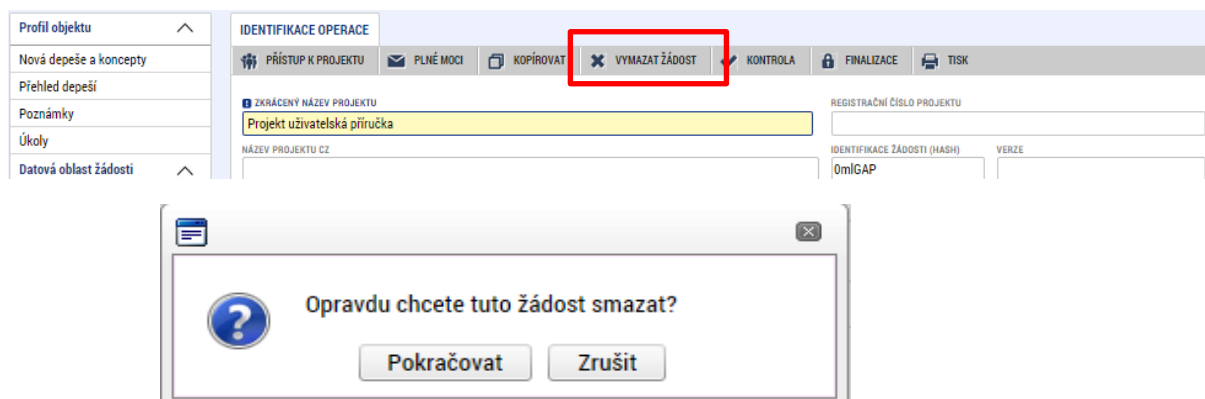 Profil objektu
Nová depeše a koncepty
Přehled depeší
Poznámky
Úkoly
Datová oblast žádosti
IDENTIFIKACE OPERACE
PŘÍSTUP K PROJEKTU PLNÉ MOCI KOPÍROVAT VYMAZAT ŽÁDOST KONTROLA FINALIZACE TISK
ZKRÁCENÝ NÁZEV PROJEKTU
Projekt uživatelská příručka
NÁZEV PROJEKTU CZ
REGISTRAČNÍ ČÍSLO PROJEKTU
IDENTIFIKACE ŽÁDOSTI (HASH) VERZE
0mlGAP
Opravdu chcete tuto žádost smazat?
Pokračovat Zrušit